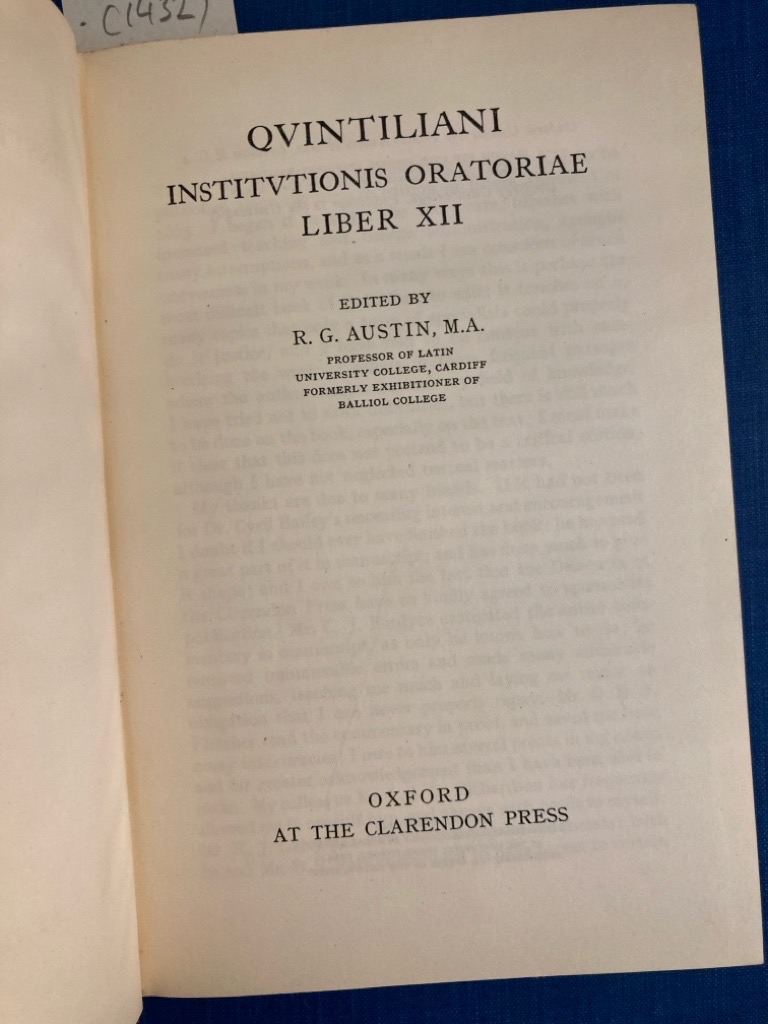 . C(1432)
QVINTILIANI
INSTITVTIONIS ORATORIAE
LIBER XII
EDITED BY
R. G. AUSTIN, M.A.
PROFESSOR OF LATIN
UNIVERSITY COLLEGE, CARDIFF
FORMERLY EXHIBITIONER OF
BALLIOL COLLEGE
OXFORD
AT THE CLARENDON PRESS